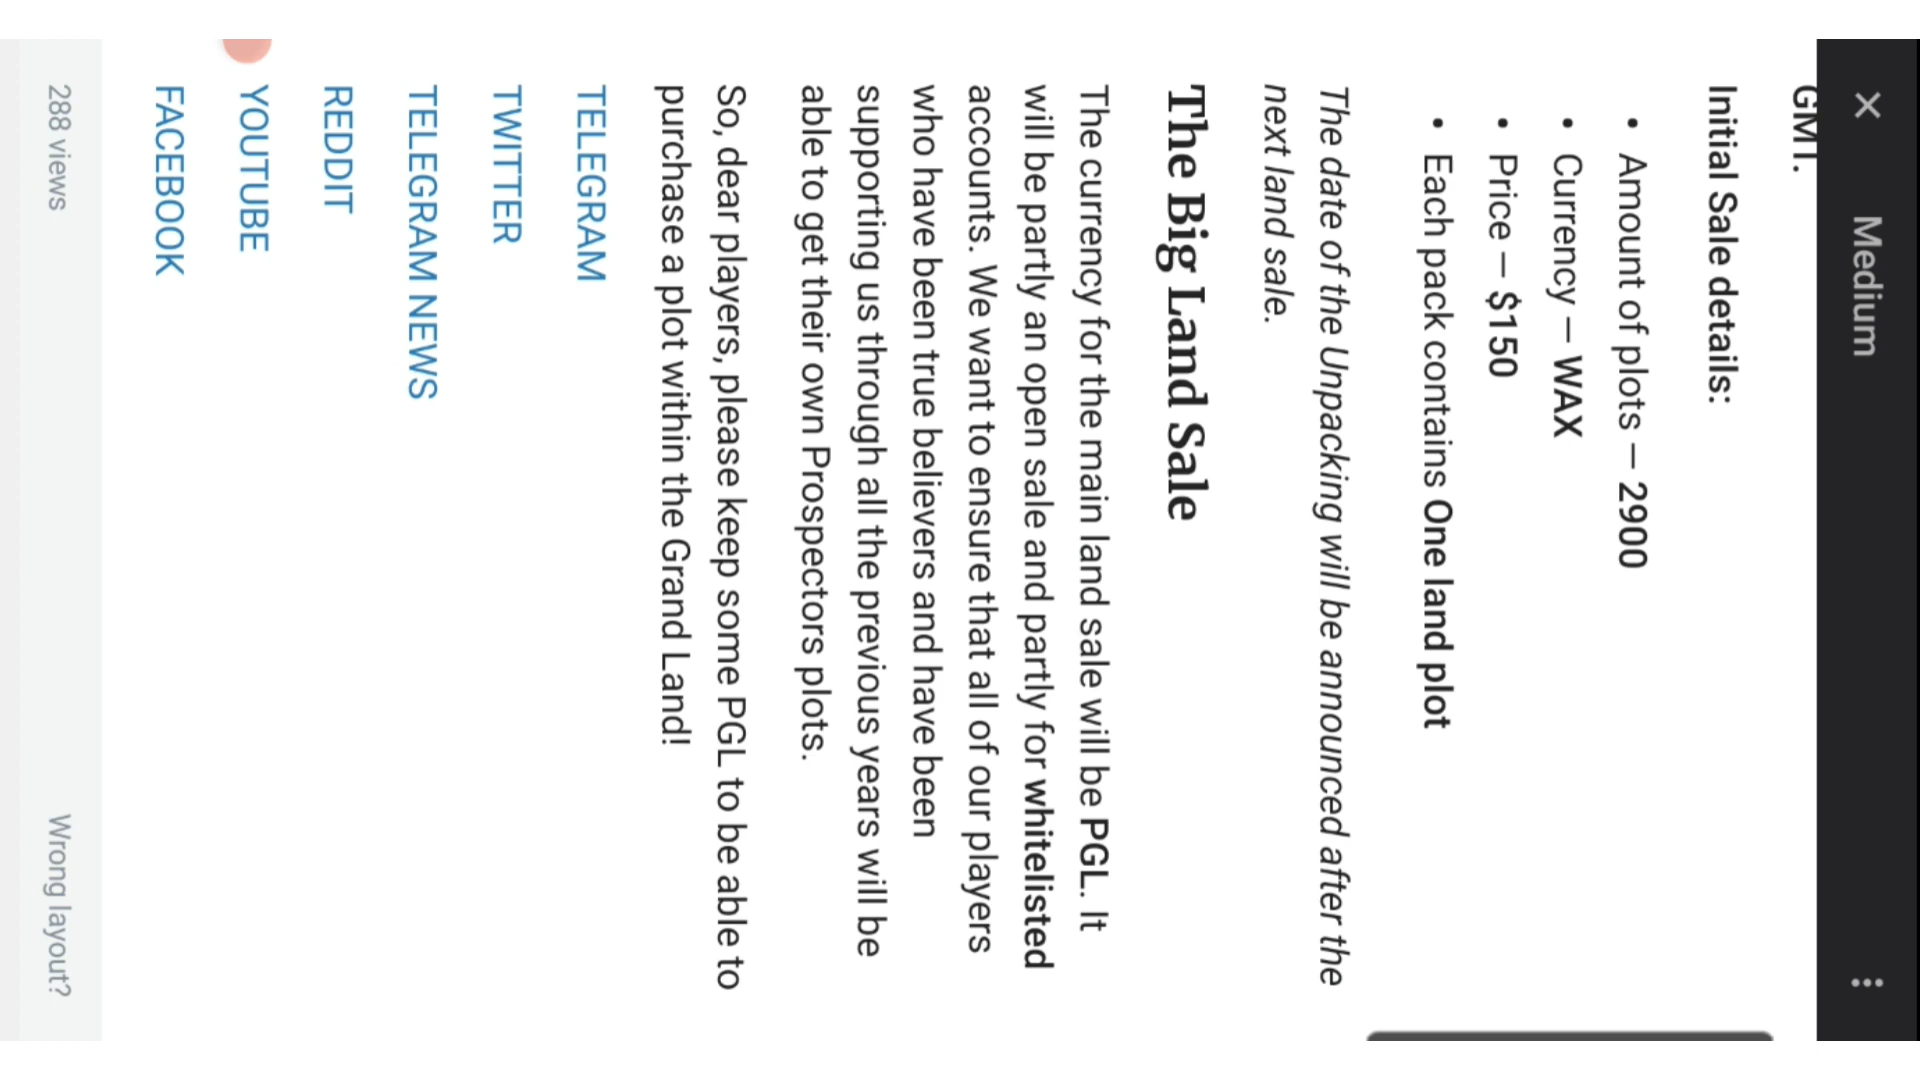 Medium
GMT.
Initial Sale details:
• Amount of plots — 2900
• Currency — WAX
• Price — $150
• Each pack contains One land plot
The date of the Unpacking will be announced after the
next land sale.
The Big Land Sale
The currency for the main land sale will be PGL. It
will be partly an open sale and partly for whitelisted
accounts. We want to ensure that all of our players
who have been true believers and have been
supporting us through all the previous years will be
able to get their own Prospectors plots.
So, dear players, please keep some PGL to be able to
purchase a plot within the Grand Land!
TELEGRAM
TWITTER
TELEGRAM NEWS
REDDIT
YOUTUBE
FACEBOOK
288 views Wrong layout?